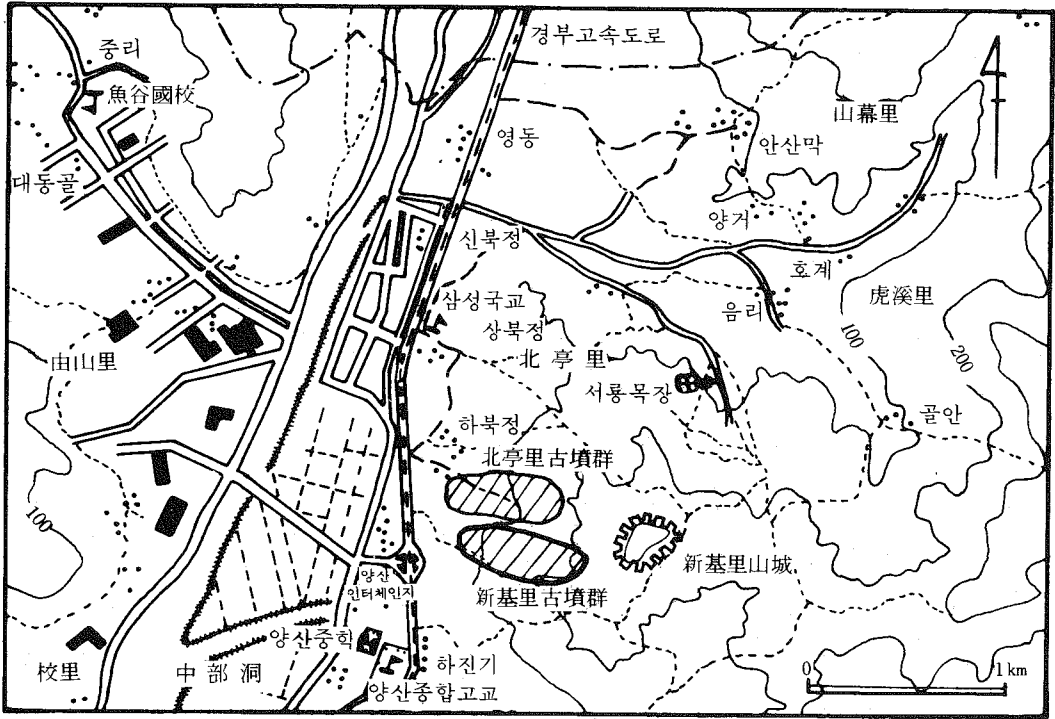 중리
경부고속도로
魚谷國校
山幕里
영동
안산막
대동골
양거
신북정
호계
虎溪里
삼성국교
음리
100
상북정
200
由山里
北亭里
서룡목장
골안
하북정
北亭里古墳群
100
新基里山城
양산
인터체인지
新基里古墳群
양산중학
하진기
校里
中部洞
양산종합고교
0
1km